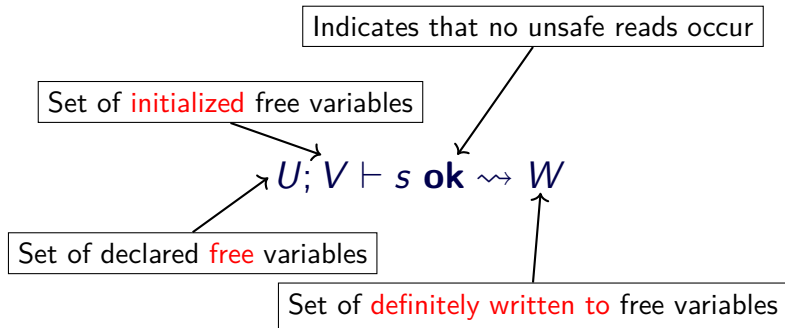 Indicates that no unsafe reads occur
Set of initialized free variables
U; V ⊢ s ok ⇝ W
Set of declared free variables
Set of definitely written to free variables